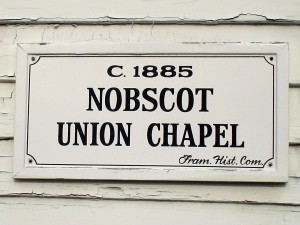 C. 1885
NOBSCOT
UNION CHAPEL
Fram. Hist. Com.